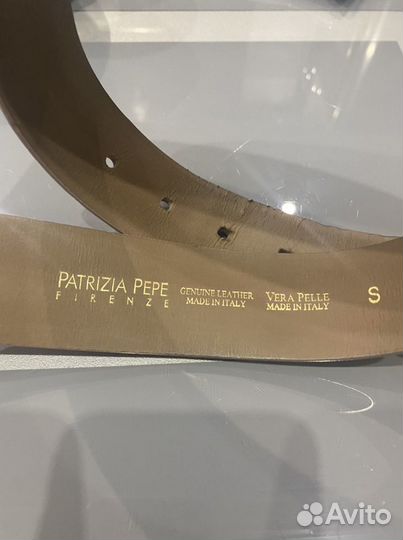 PATRIZIA PEPE
FIRENZE
GENUINE LEATHER
MADE IN ITALY
VERA PELLE
MADE IN ITALY
S
Avito